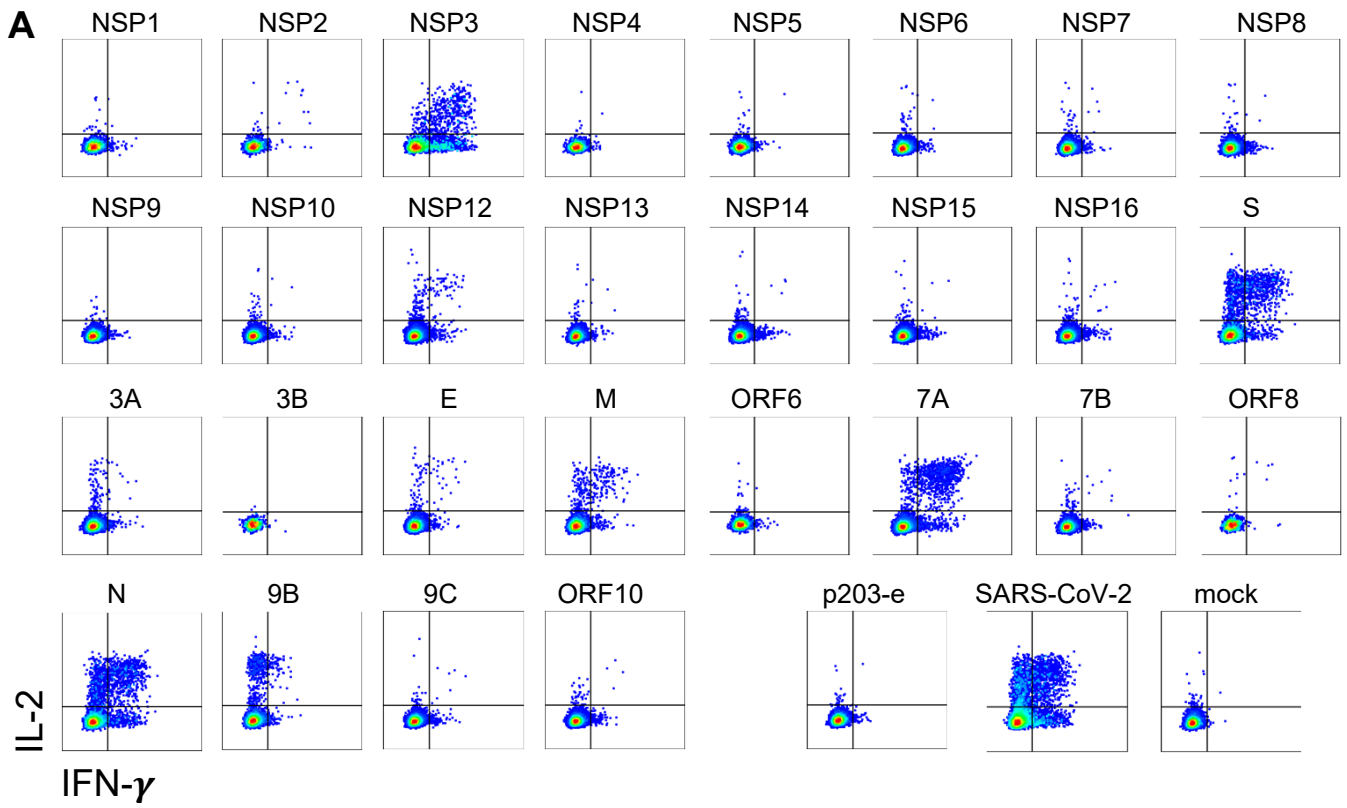 A
NSP1 NSP2 NSP3 NSP4 NSP5 NSP6 NSP7 NSP8
NSP9 NSP10 NSP12 NSP13 NSP14 NSP15 NSP16 S
3A 3B E M ORF6 7A 7B ORF8
N 9B 9C ORF10 p203-e SARS-CoV-2 mock
IL-2
IFN-γ